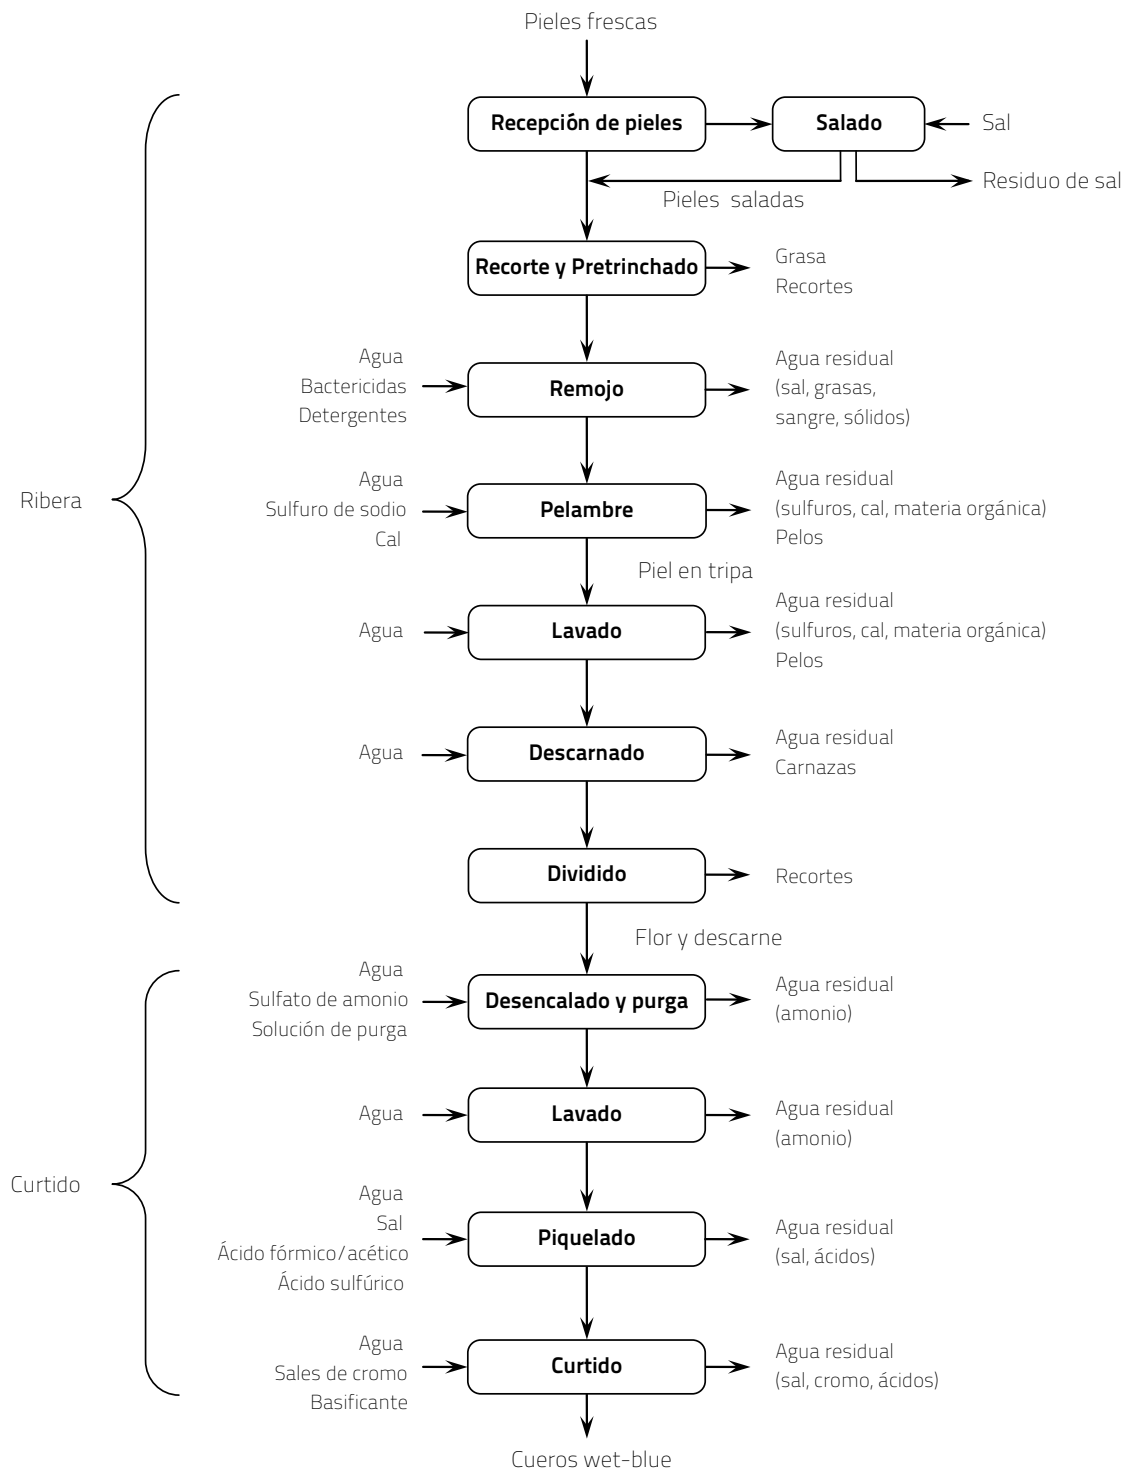 Pieles frescas
Recepción de pieles
Salado
Sal
Residuo de sal
Pieles saladas
Recorte y Pretrinchado
Grasa
Recortes
Agua
Bactericidas
Detergentes
Remojo
Agua residual
(sal, grasas,
sangre, sólidos)
Ribera
Agua
Sulfuro de sodio
Cal
Pelambre
Agua residual
(sulfuros, cal, materia orgánica)
Pelos
Piel en tripa
Agua
Lavado
Agua residual
(sulfuros, cal, materia orgánica)
Pelos
Agua
Descarnado
Agua residual
Carnazas
Dividido
Recortes
Flor y descarne
Agua
Sulfato de amonio
Solución de purga
Desencalado y purga
Agua residual
(amonio)
Agua
Lavado
Agua residual
(amonio)
Curtido
Agua
Sal
Ácido fórmico/acético
Ácido sulfúrico
Piquelado
Agua residual
(sal, ácidos)
Agua
Sales de cromo
Basificante
Curtido
Agua residual
(sal, cromo, ácidos)
Cueros wet-blue